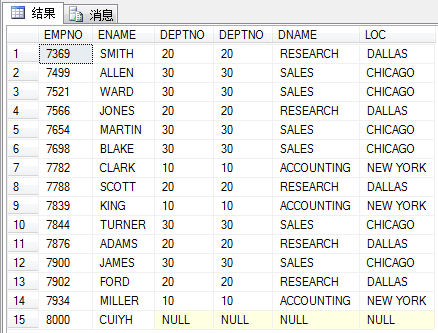 结果 消息
EMPNO ENAME DEPTNO DEPTNO DNAME LOC
1 7369 SMITH 20 20 RESEARCH DALLAS
2 7499 ALLEN 30 30 SALES CHICAGO
3 7521 WARD 30 30 SALES CHICAGO
4 7566 JONES 20 20 RESEARCH DALLAS
5 7654 MARTIN 30 30 SALES CHICAGO
6 7698 BLAKE 30 30 SALES CHICAGO
7 7782 CLARK 10 10 ACCOUNTING NEW YORK
8 7788 SCOTT 20 20 RESEARCH DALLAS
9 7839 KING 10 10 ACCOUNTING NEW YORK
10 7844 TURNER 30 30 SALES CHICAGO
11 7876 ADAMS 20 20 RESEARCH DALLAS
12 7900 JAMES 30 30 SALES CHICAGO
13 7902 FORD 20 20 RESEARCH DALLAS
14 7934 MILLER 10 10 ACCOUNTING NEW YORK
15 8000 CUIYH NULL NULL NULL NULL